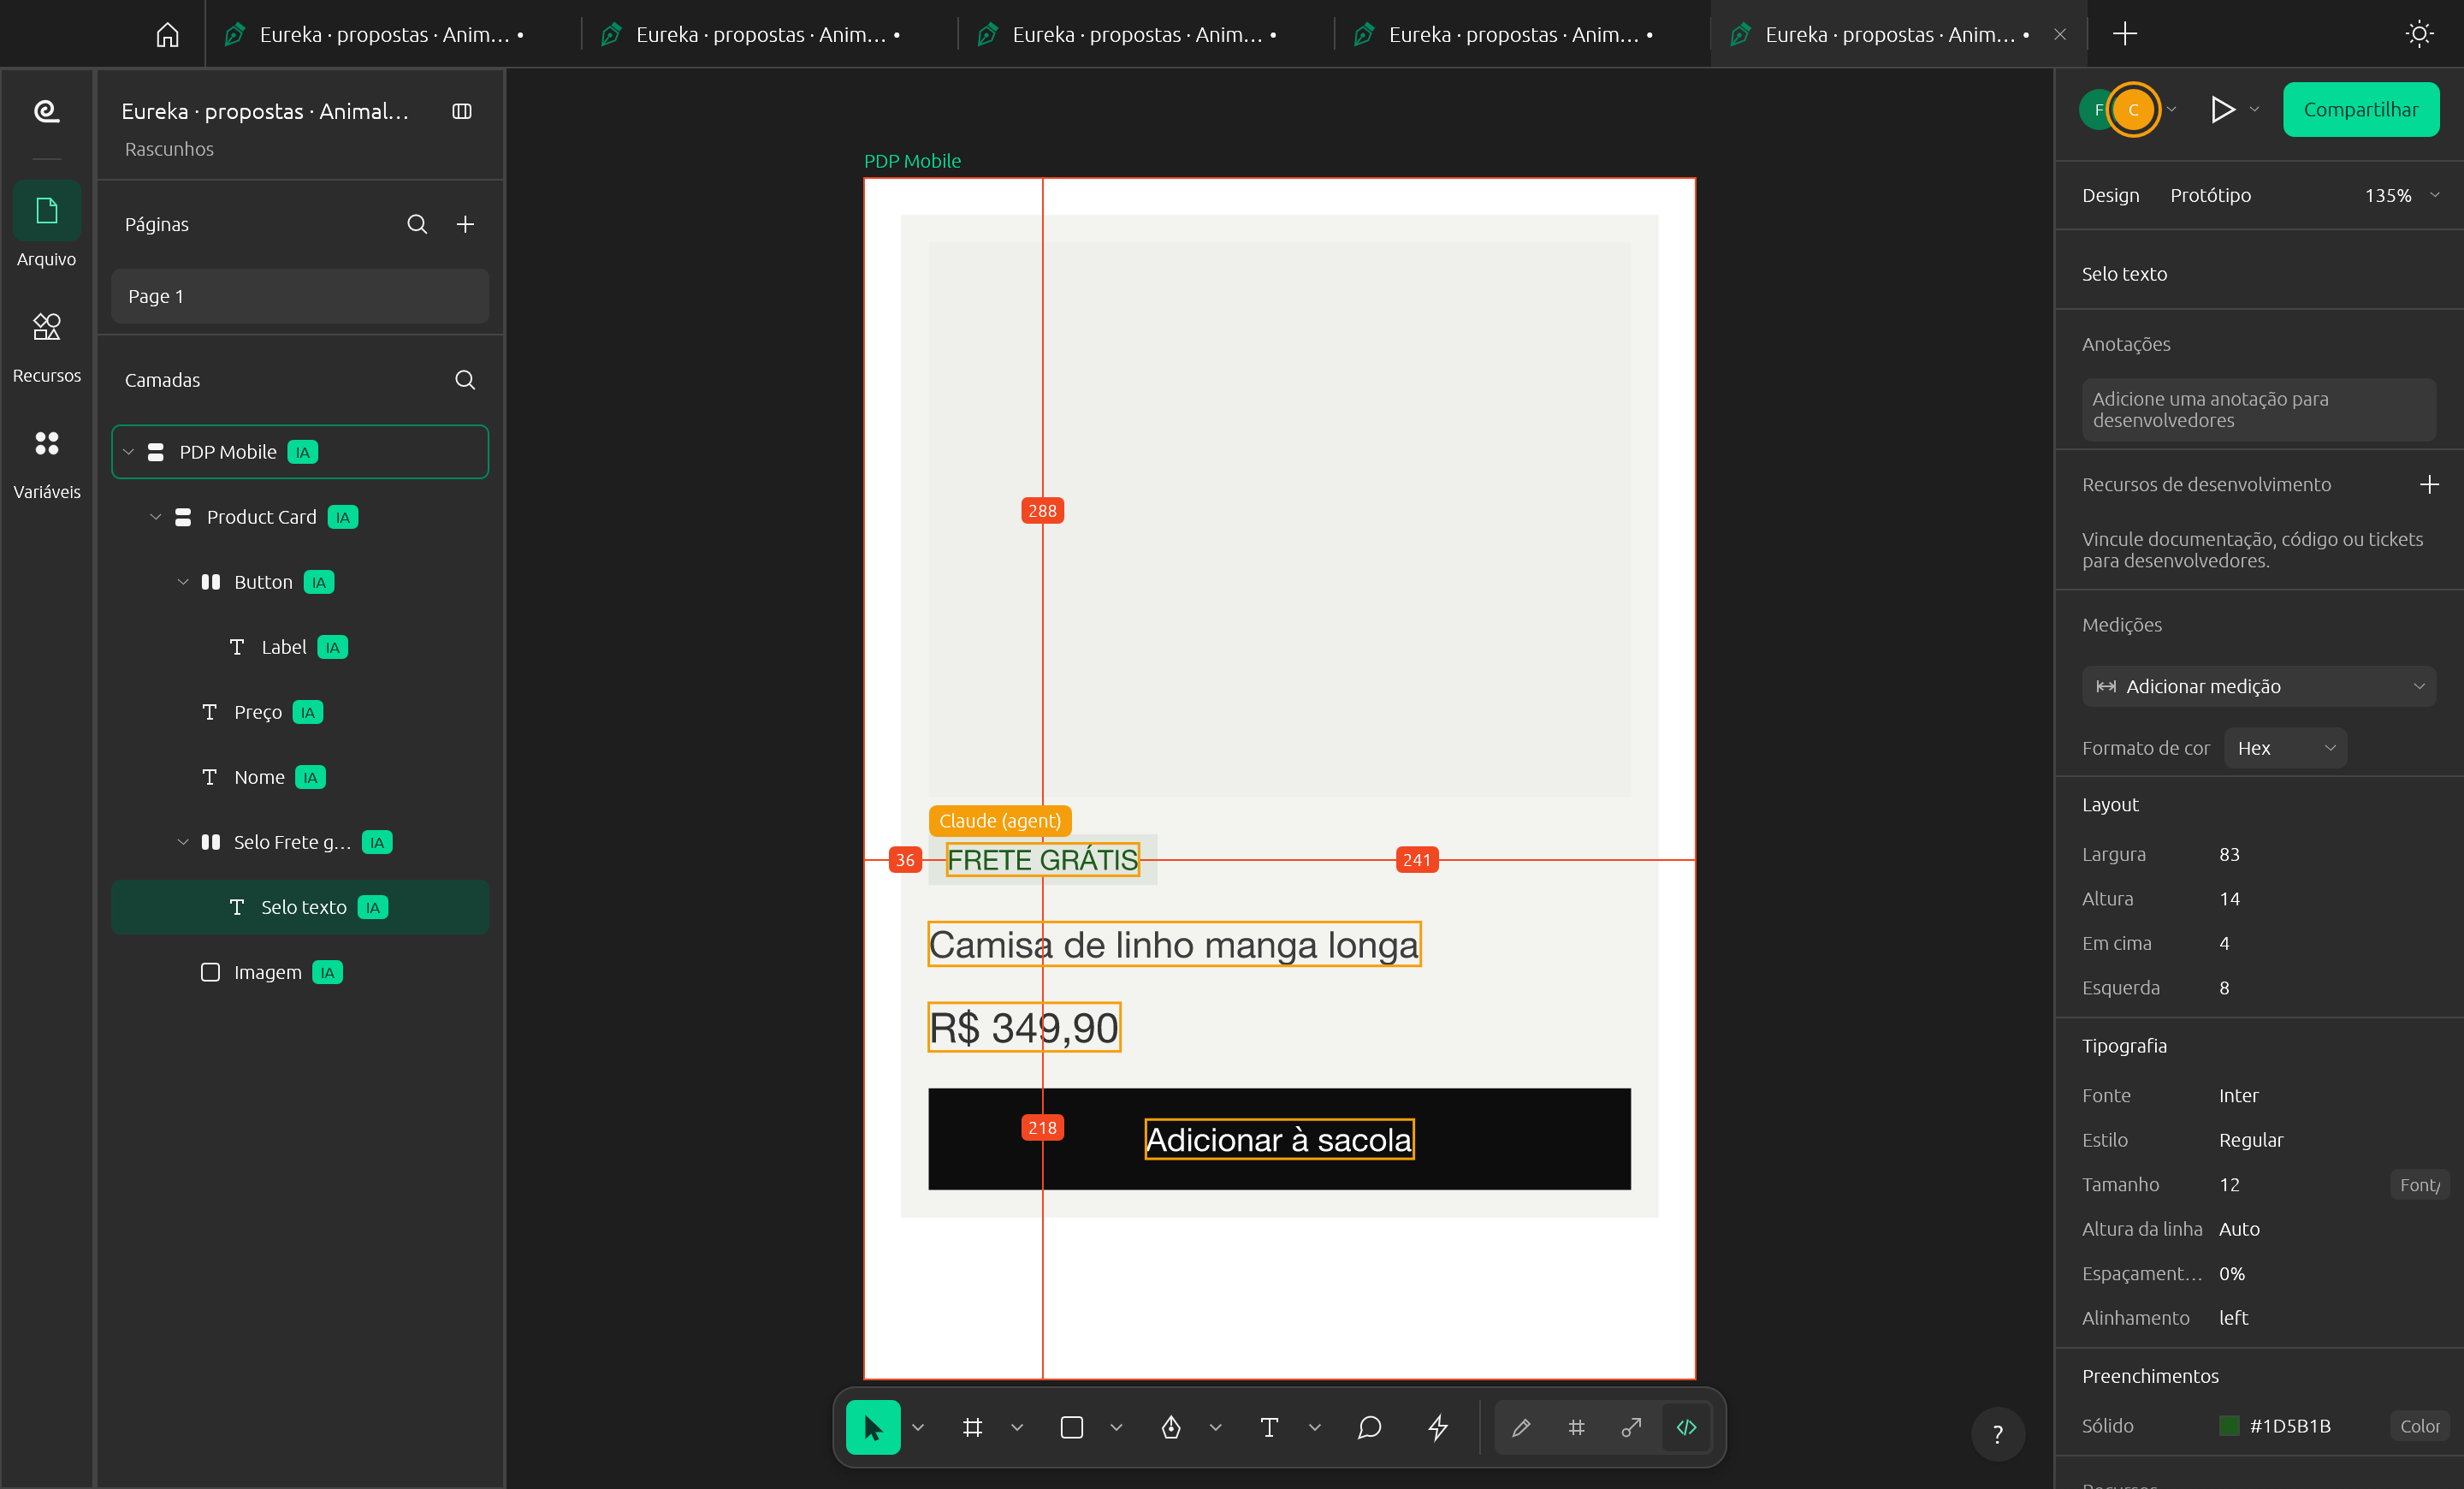 Eureka · propostas · Anim... •
Eureka · propostas · Anim... •
Eureka · propostas · Anim... •
Eureka · propostas · Anim... •
Eureka · propostas · Anim... •
Eureka · propostas · Animal...
Rascunhos
Páginas
Page 1
Arquivo
Recursos
Variáveis
Camadas
PDP Mobile IA
Product Card IA
Button IA
Label IA
Preço IA
Nome IA
Selo Frete g... IA
Selo texto IA
Imagem IA
PDP Mobile
288
Claude (agent)
36
FRETE GRÁTIS
241
Camisa de linho manga longa
R$ 349,90
218
Adicionar à sacola
F
C
Compartilhar
Design Protótipo 135%
Selo texto
Anotações
Adicione uma anotação para
desenvolvedores
Recursos de desenvolvimento
Vincule documentação, código ou tickets
para desenvolvedores.
Medições
Adicionar medição
Formato de cor Hex
Layout
Largura 83
Altura 14
Em cima 4
Esquerda 8
Tipografia
Fonte Inter
Estilo Regular
Tamanho 12 Font/
Altura da linha Auto
Espaçament... 0%
Alinhamento left
Preenchimentos
Sólido #1D5B1B Color
?